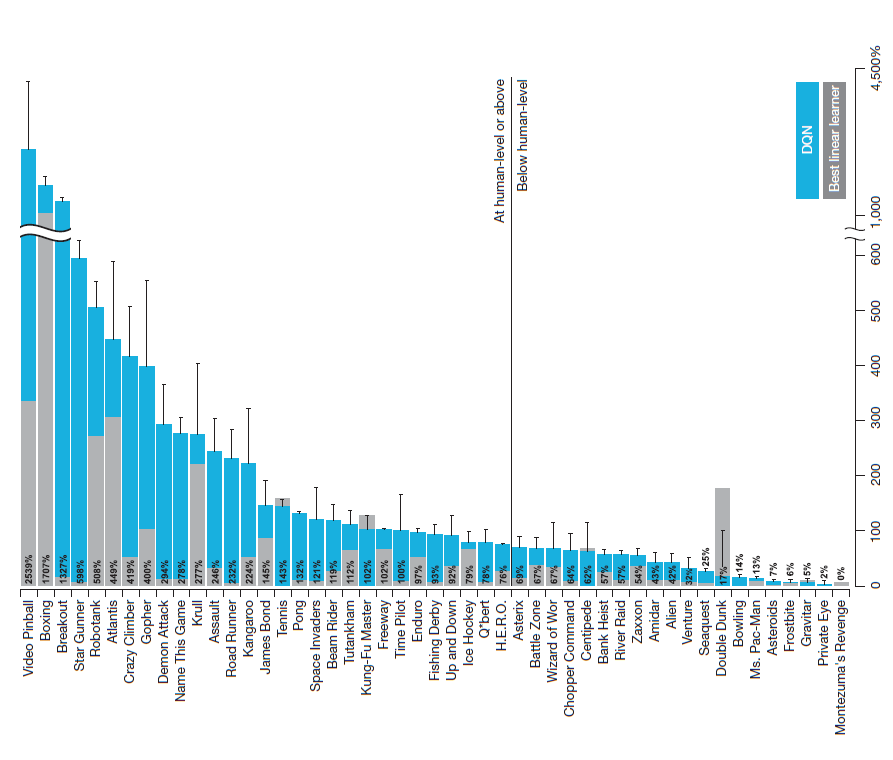 4,500%
1,000
600
500
400
300
200
100
0
DQN
Best linear learner
At human-level or above
Below human-level
2539%
1707%
1327%
598%
508%
449%
419%
400%
294%
278%
277%
246%
232%
224%
145%
143%
132%
121%
119%
112%
102%
102%
100%
97%
93%
92%
79%
78%
76%
69%
67%
67%
64%
62%
57%
57%
54%
43%
42%
32%
25%
17%
14%
13%
7%
6%
5%
2%
0%
Video Pinball
Boxing
Breakout
Star Gunner
Robotank
Atlantis
Crazy Climber
Gopher
Demon Attack
Name This Game
Krull
Assault
Road Runner
Kangaroo
James Bond
Tennis
Pong
Space Invaders
Beam Rider
Tutankham
Kung-Fu Master
Freeway
Time Pilot
Enduro
Fishing Derby
Up and Down
Ice Hockey
Q*bert
H.E.R.O.
Asterix
Battle Zone
Wizard of Wor
Chopper Command
Centipede
Bank Heist
River Raid
Zaxxon
Amidar
Alien
Venture
Seaquest
Double Dunk
Bowling
Ms. Pac-Man
Asteroids
Frostbite
Gravitar
Private Eye
Montezuma's Revenge